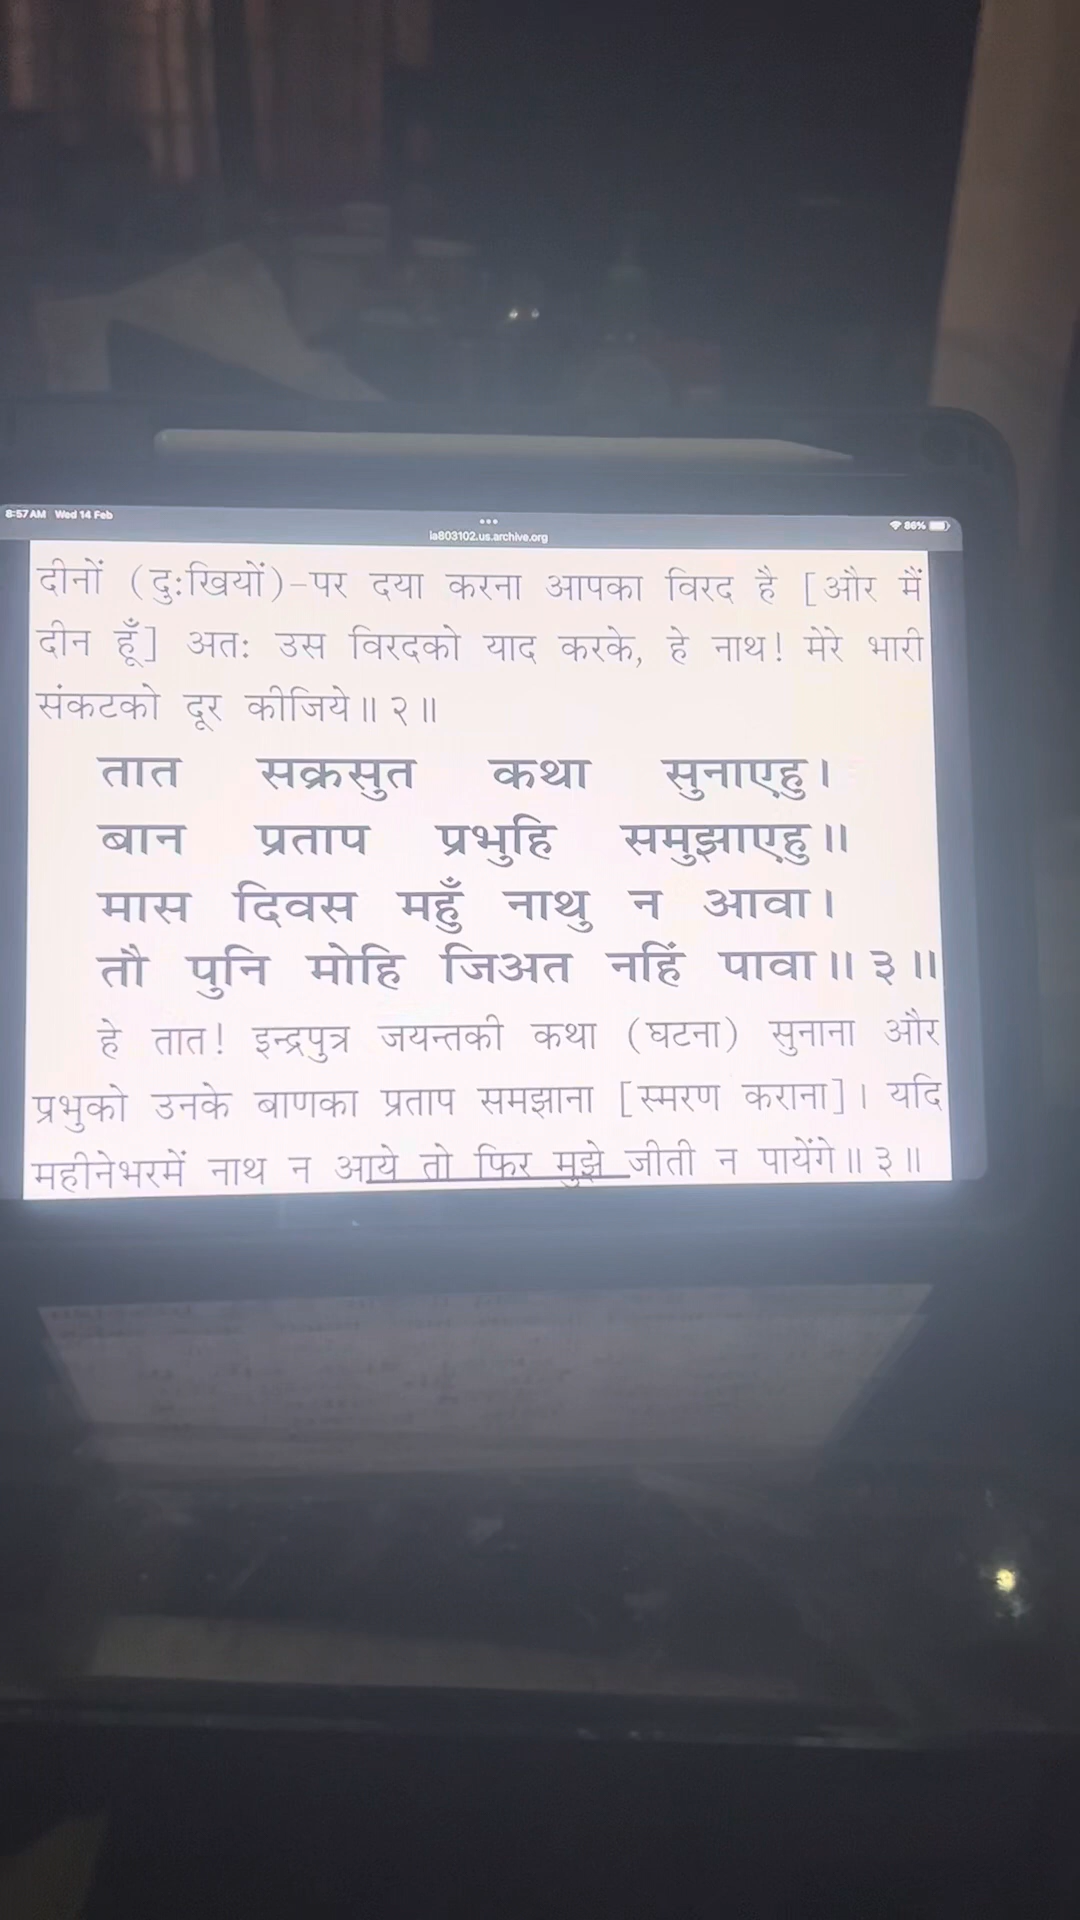 8:57 AM Wed 14 Feb
•••
86%
ia803102.us.archive.org
दीनों (दुःखियों)-पर दया करना आपका विरद है [और मैं
दीन हूँ] अतः उस विरदको याद करके, हे नाथ! मेरे भारी
संकटको दूर कीजिये॥ २॥
तात सक्रसुत कथा सुनाएहु।
बान प्रताप प्रभुहि समुझाएहु॥
मास दिवस महुँ नाथु न आवा।
तौ पुनि मोहि जिअत नहिं पावा॥ ३॥
हे तात! इन्द्रपुत्र जयन्तकी कथा (घटना) सुनाना और
प्रभुको उनके बाणका प्रताप समझाना [स्मरण कराना]। यदि
महीनेभरमें नाथ न आये तो फिर मुझे जीती न पायेंगे॥ ३॥